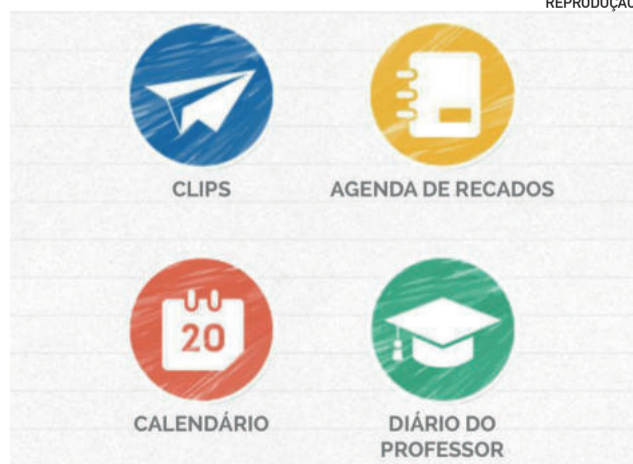 REPRODUÇÃO
CLIPS
AGENDA DE RECADOS
20
CALENDÁRIO
DIÁRIO DO
PROFESSOR